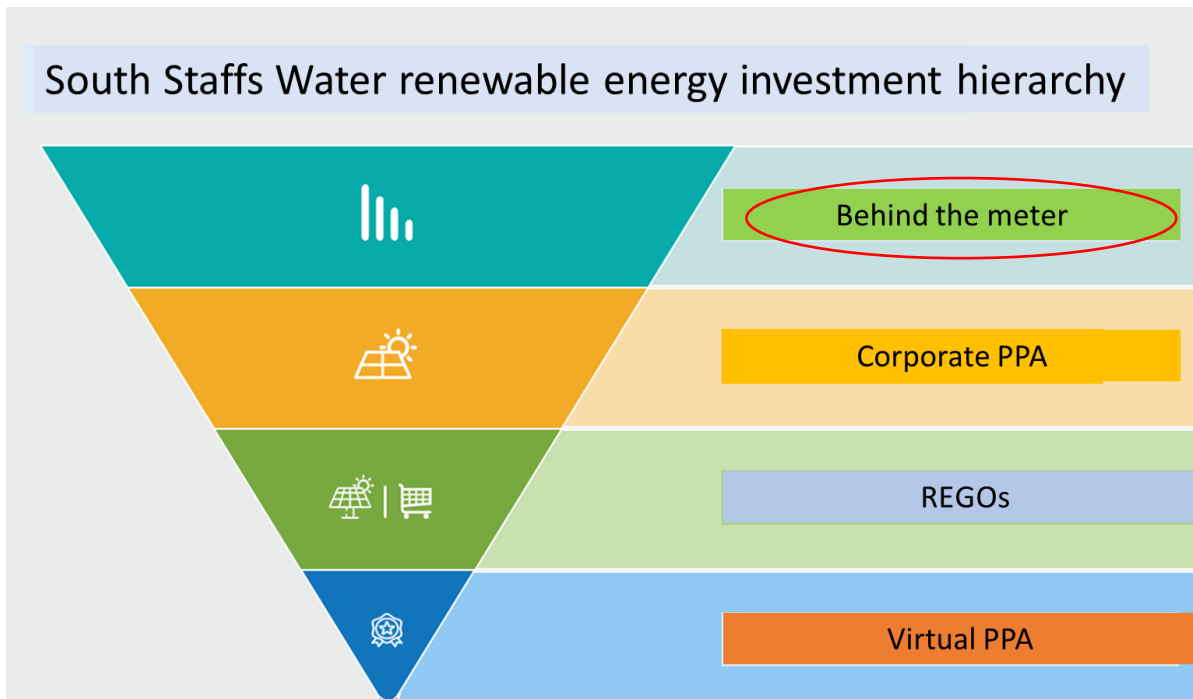 South Staffs Water renewable energy investment hierarchy
Behind the meter
Corporate PPA
REGOs
Virtual PPA